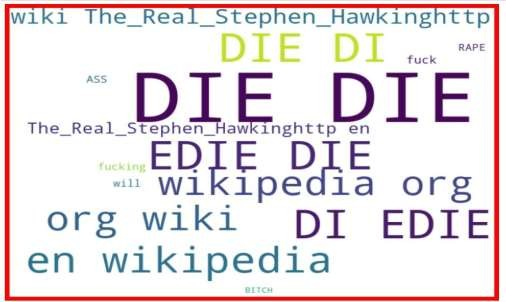 wiki The_Real_Stephen_Hawkinghttp
DIE DI
RAPE
fuck
ASS
DIE DIE
The_Real_Stephen_Hawkinghttp en
EDIE DIE
fucking
will
wikipedia org
org wiki
DI EDIE
en wikipedia
BITCH